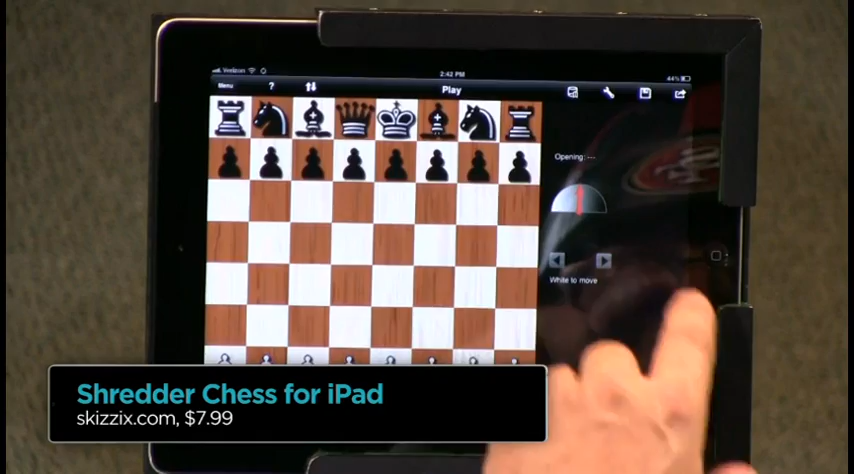 Verizon
2:42 PM
44%
Menu
?
Play
Opening: ---
White to move
Shredder Chess for iPad
skizzix.com, $7.99